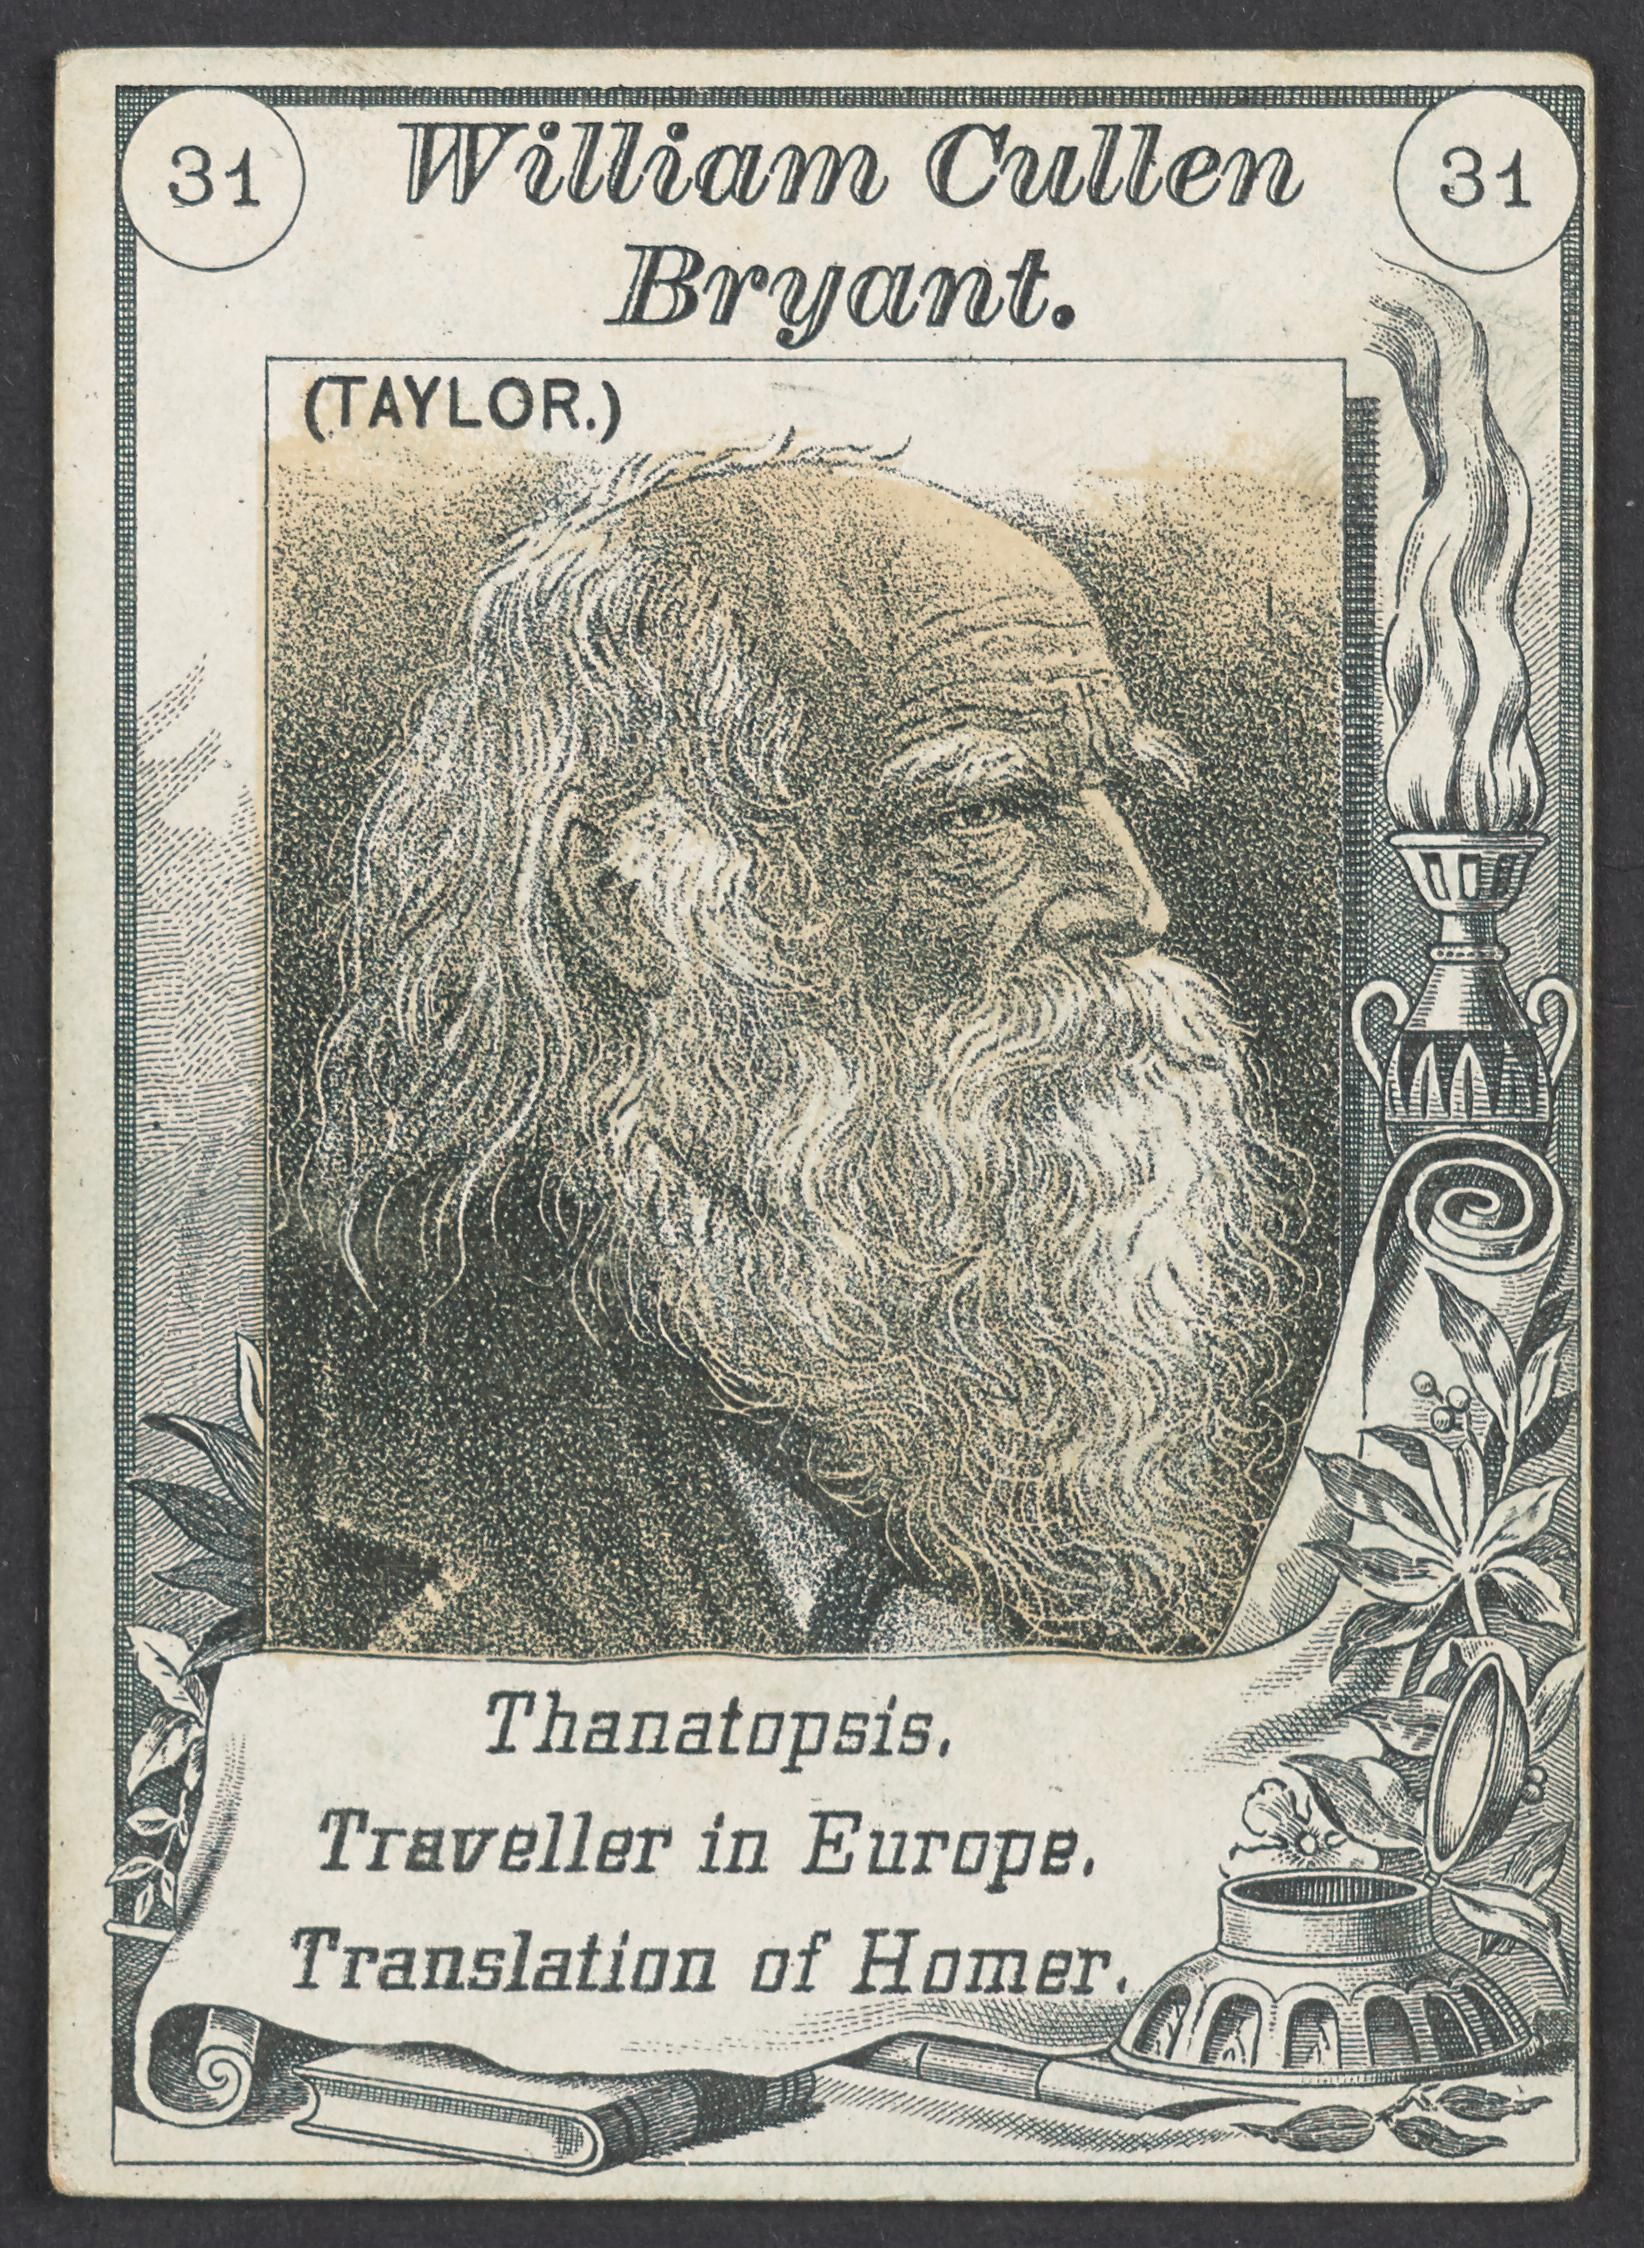 31 William Cullen 31
Bryant.
(TAYLOR.)
Thanatopsis.
Traveller in Europe.
Translation of Homer.